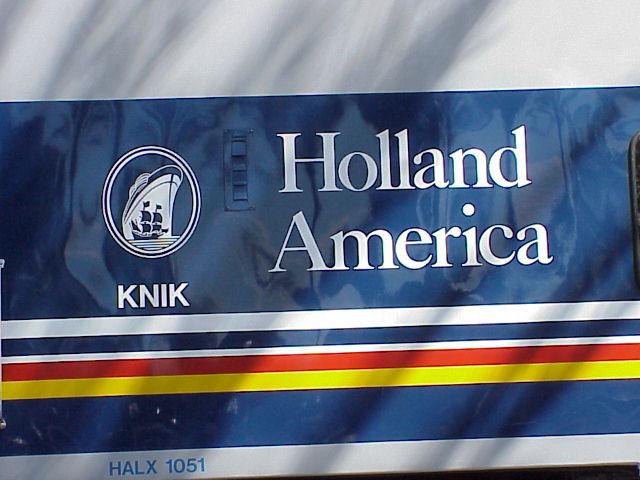 Holland
America
KNIK
HALX 1051